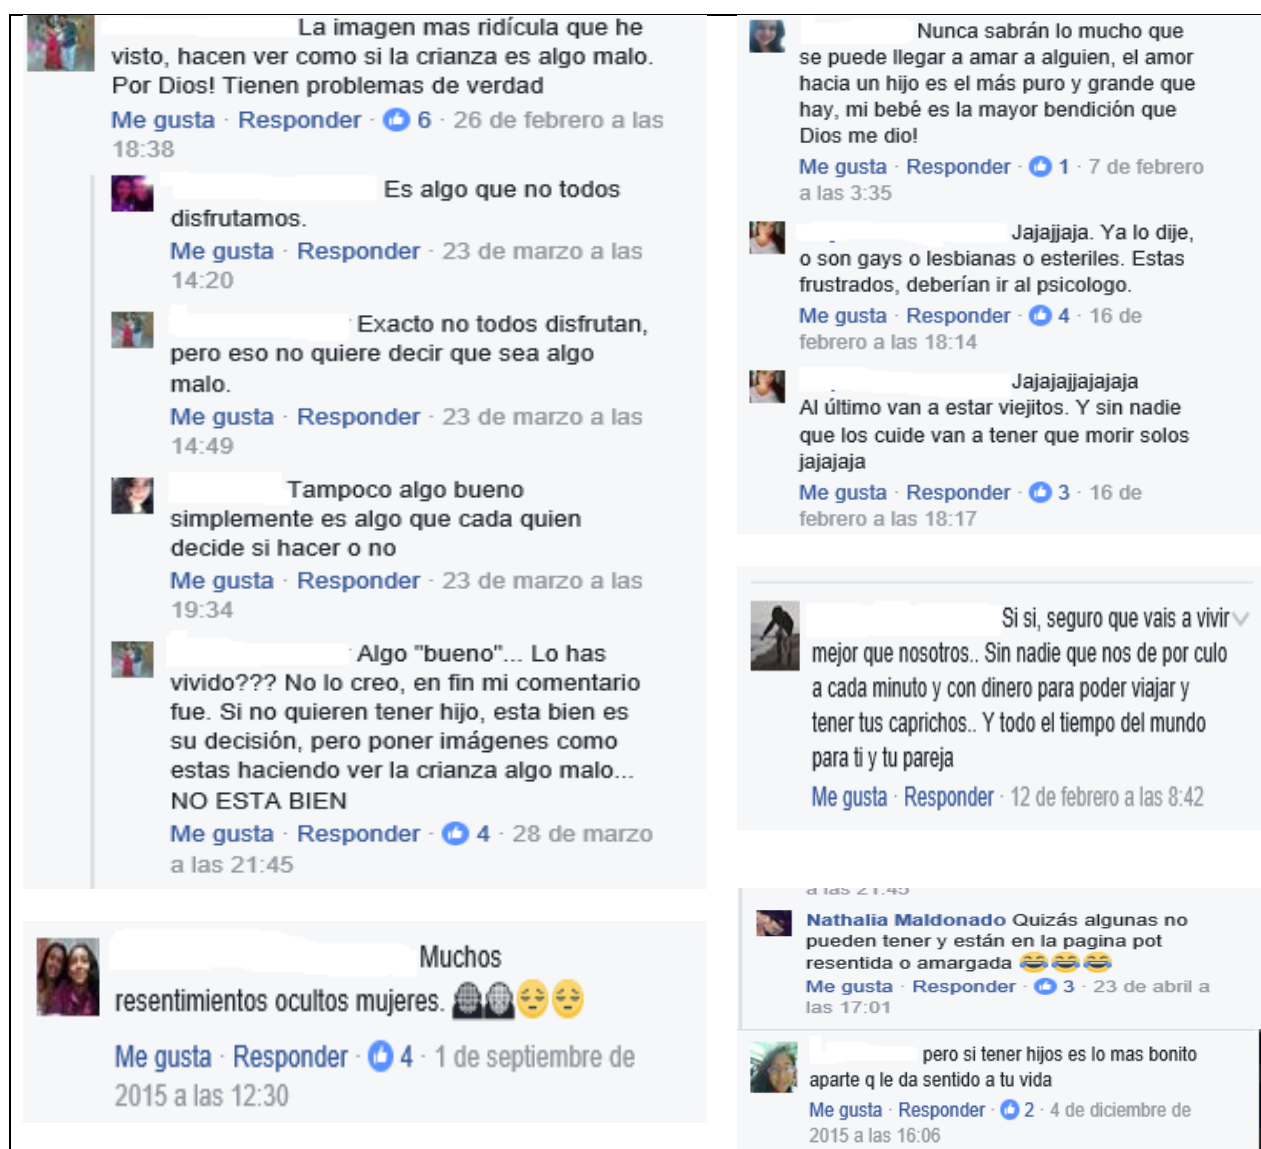 La imagen mas ridícula que he
visto, hacen ver como si la crianza es algo malo.
Por Dios! Tienen problemas de verdad
Me gusta · Responder · 6 · 26 de febrero a las
18:38
Es algo que no todos
disfrutamos.
Me gusta · Responder · 23 de marzo a las
14:20
Exacto no todos disfrutan,
pero eso no quiere decir que sea algo
malo.
Me gusta · Responder · 23 de marzo a las
14:49
Tampoco algo bueno
simplemente es algo que cada quien
decide si hacer o no
Me gusta · Responder · 23 de marzo a las
19:34
Algo "bueno"... Lo has
vivido??? No lo creo, en fin mi comentario
fue. Si no quieren tener hijo, esta bien es
su decisión, pero poner imágenes como
estas haciendo ver la crianza algo malo...
NO ESTA BIEN
Me gusta · Responder · 4 · 28 de marzo
a las 21:45
Muchos
resentimientos ocultos mujeres. 😔😔
Me gusta · Responder · 4 · 1 de septiembre de
2015 a las 12:30
Nunca sabrán lo mucho que
se puede llegar a amar a alguien, el amor
hacia un hijo es el más puro y grande que
hay, mi bebé es la mayor bendición que
Dios me dio!
Me gusta · Responder · 1 · 7 de febrero
a las 3:35
Jajajjaja. Ya lo dije,
o son gays o lesbianas o esteriles. Estas
frustrados, deberían ir al psicologo.
Me gusta · Responder · 4 · 16 de
febrero a las 18:14
Jajajajjajajaja
Al último van a estar viejitos. Y sin nadie
que los cuide van a tener que morir solos
jajajaja
Me gusta · Responder · 3 · 16 de
febrero a las 18:17
Si si, seguro que vais a vivir
mejor que nosotros.. Sin nadie que nos de por culo
a cada minuto y con dinero para poder viajar y
tener tus caprichos.. Y todo el tiempo del mundo
para ti y tu pareja
Me gusta · Responder · 12 de febrero a las 8:42
a las 21:45
Nathalia Maldonado Quizás algunas no
pueden tener y están en la pagina pot
resentida o amargada 😂😂😂
Me gusta · Responder · 3 · 23 de abril a
las 17:01
pero si tener hijos es lo mas bonito
aparte q le da sentido a tu vida
Me gusta · Responder · 2 · 4 de diciembre de
2015 a las 16:06